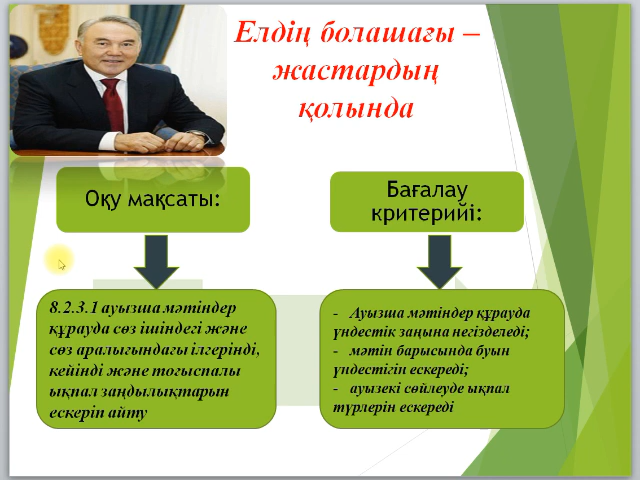 Елдің болашағы –
жастардың
қолында
Оқу мақсаты:
Бағалау
критерийі:
8.2.3.1 ауызша мәтіндер
құрауда сөз ішіндегі және
сөз аралығындағы ілгерінді,
кейінді және тоғыспалы
ықпал заңдылықтарын
ескеріп айту
- Ауызша мәтіндер құрауда
үндестік заңына негізделеді;
- мәтін барысында буын
үндестігін ескереді;
- ауызекі сөйлеуде ықпал
түрлерін ескереді